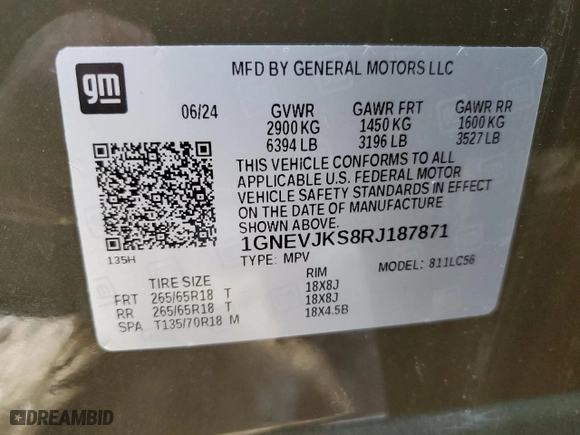 gm
MFD BY GENERAL MOTORS LLC
06/24 GVWR GAWR FRT GAWR RR
2900 KG 1450 KG 1600 KG
6394 LB 3196 LB 3527 LB
THIS VEHICLE CONFORMS TO ALL
APPLICABLE U.S. FEDERAL MOTOR
VEHICLE SAFETY STANDARDS IN EFFECT
ON THE DATE OF MANUFACTURE
SHOWN ABOVE.
1GNEVJKS8RJ187871
135H TYPE: MPV MODEL: 811LC56
TIRE SIZE RIM
FRT 265/65R18 T 18X8J
RR 265/65R18 T 18X8J
SPA T135/70R18 M 18X4.5B
DREAMBID